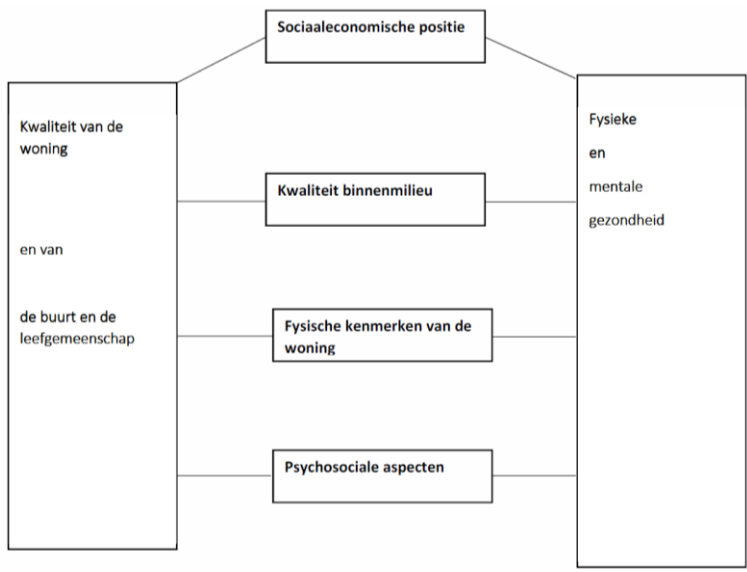 Sociaaleconomische positie
Kwaliteit van de
woning
en van
de buurt en de
leefgemeenschap
Kwaliteit binnenmilieu
Fysische kenmerken van de
woning
Psychosociale aspecten
Fysieke
en
mentale
gezondheid